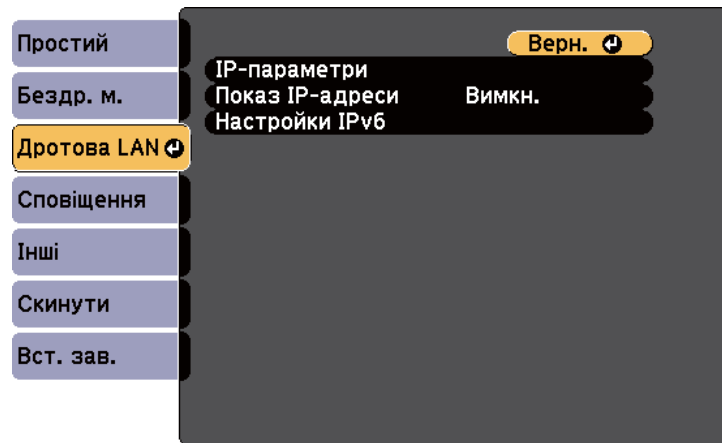 Простий
Бездр. м.
Дротова LAN
Сповіщення
Інші
Скинути
Вст. зав.
Верн.
IP-параметри
Показ IP-адреси Вимкн.
Настройки IPv6